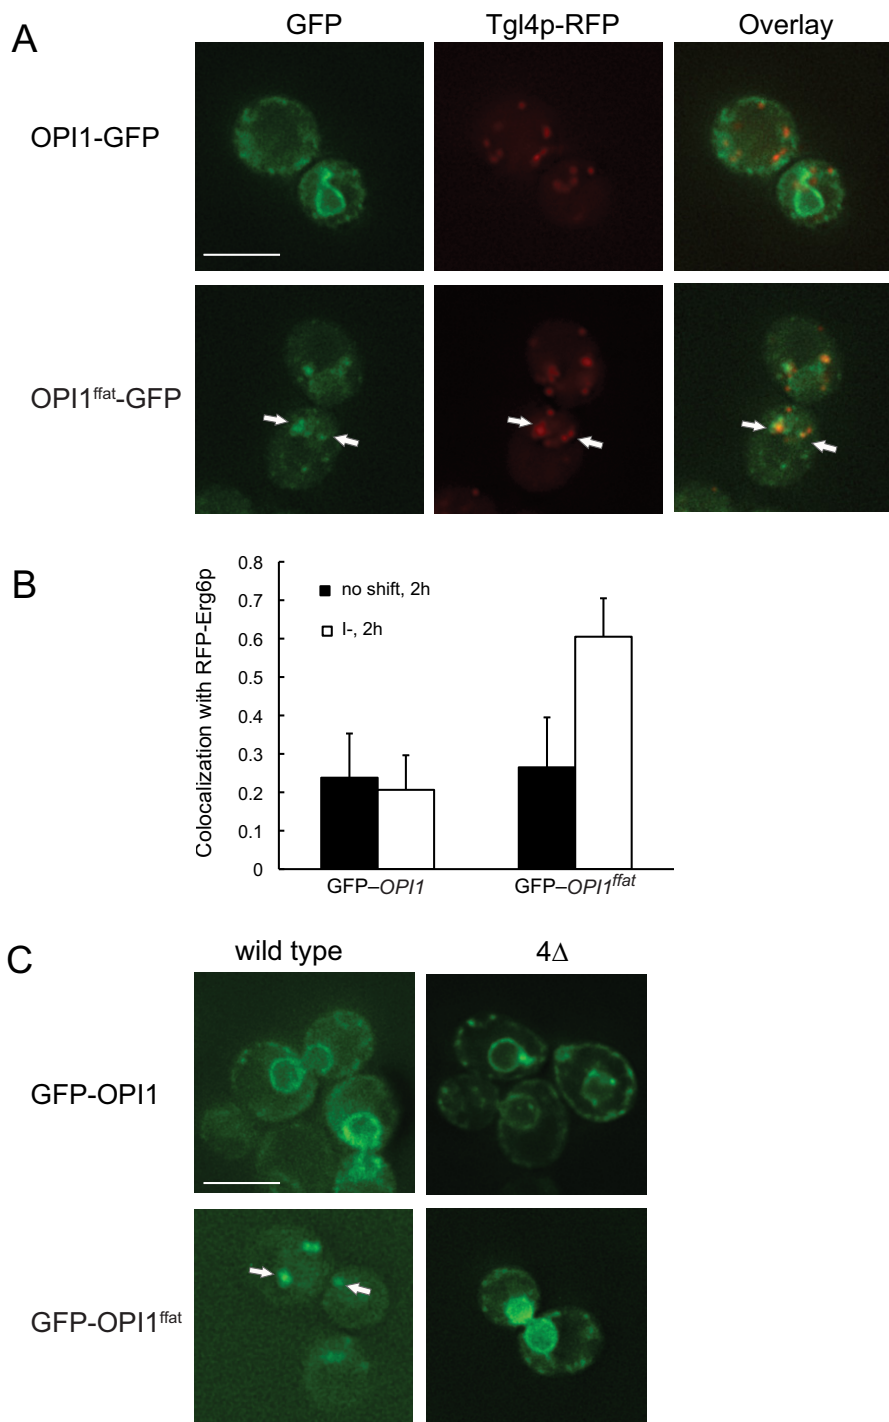 A
GFP Tgl4p-RFP Overlay
OPI1-GFP
OPI1ffat-GFP
B
Colocalization with RFP-Erg6p
0.8
0.7
0.6
0.5
0.4
0.3
0.2
0.1
0
no shift, 2h
I-, 2h
GFP–OPI1 GFP–OPI1ffat
C
wild type 4Δ
GFP-OPI1
GFP-OPI1ffat